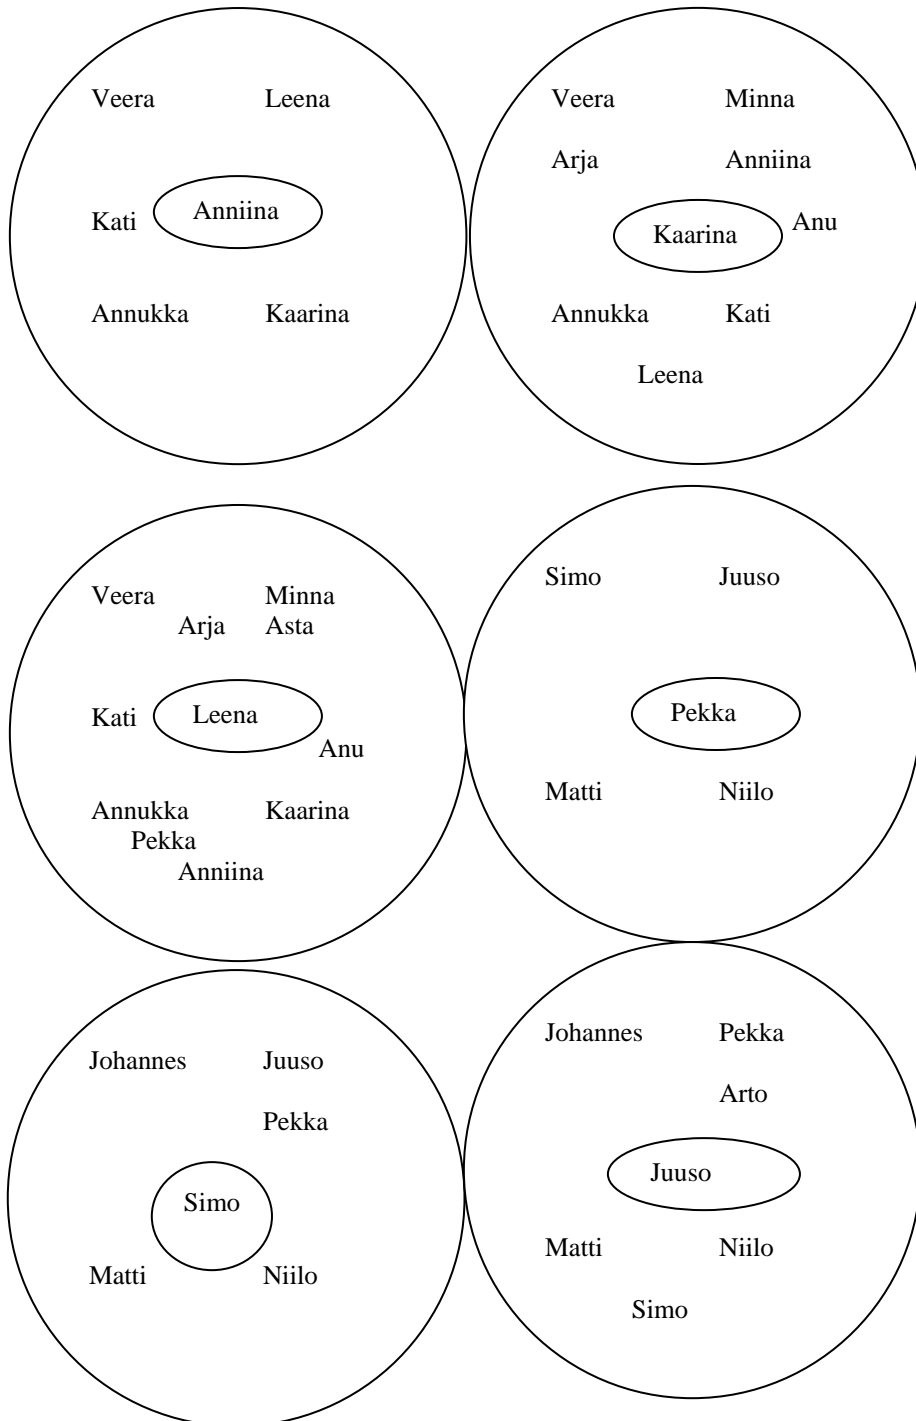 Veera Leena
Kati Anniina
Annukka Kaarina
Veera Minna
Arja Anniina
Kaarina Anu
Annukka Kati
Leena
Veera Minna
Arja Asta
Kati Leena
Anu
Annukka Kaarina
Pekka
Anniina
Simo Juuso
Pekka
Matti Niilo
Johannes Juuso
Pekka
Simo
Matti Niilo
Johannes Pekka
Arto
Juuso
Matti Niilo
Simo